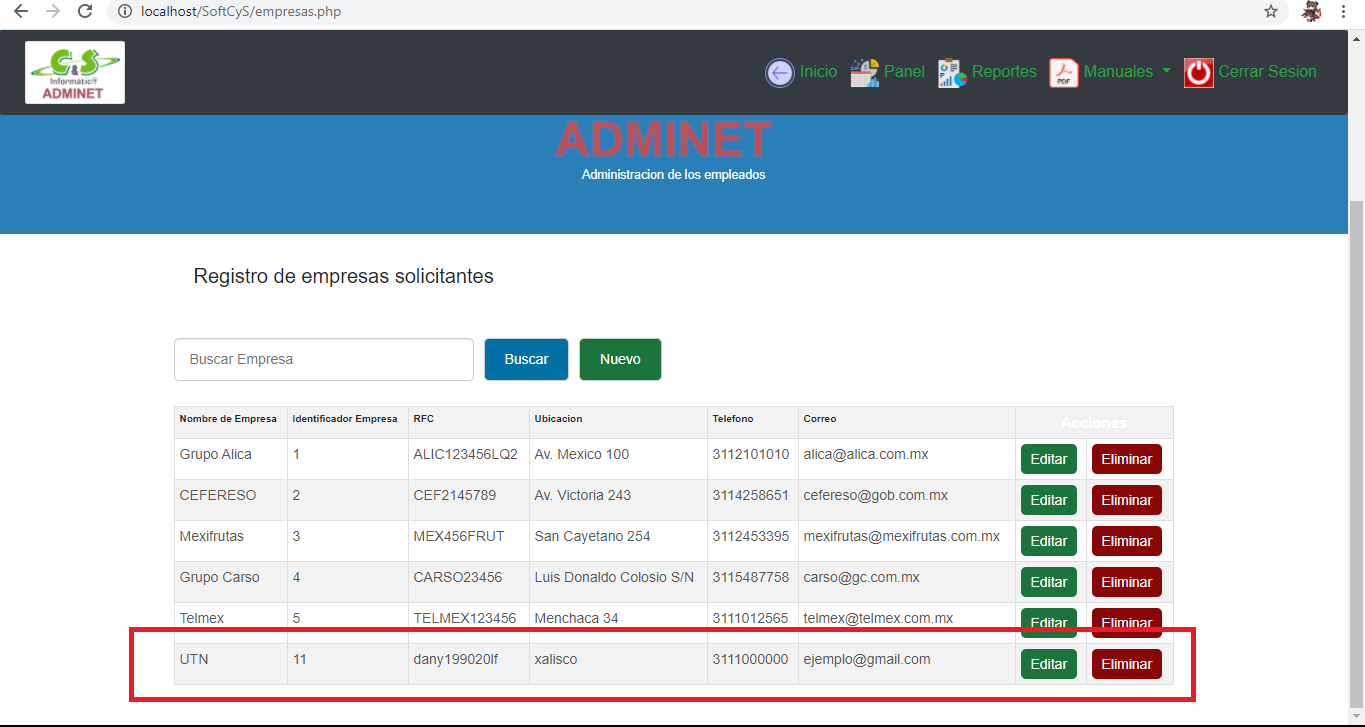 localhost/SoftCyS/empresas.php
C&S
Informátic@
ADMINET
Inicio Panel Reportes PDF Manuales Cerrar Sesion
ADMINET
Administracion de los empleados
Registro de empresas solicitantes
Buscar Empresa Buscar Nuevo
Nombre de Empresa Identificador Empresa RFC Ubicacion Telefono Correo Acciones
Grupo Alica 1 ALIC123456LQ2 Av. Mexico 100 3112101010 alica@alica.com.mx Editar Eliminar
CEFERESO 2 CEF2145789 Av. Victoria 243 3114258651 cefereso@gob.com.mx Editar Eliminar
Mexifrutas 3 MEX456FRUT San Cayetano 254 3112453395 mexifrutas@mexifrutas.com.mx Editar Eliminar
Grupo Carso 4 CARSO23456 Luis Donaldo Colosio S/N 3115487758 carso@gc.com.mx Editar Eliminar
Telmex 5 TELMEX123456 Menchaca 34 3111012565 telmex@telmex.com.mx Editar Eliminar
UTN 11 dany199020lf xalisco 3111000000 ejemplo@gmail.com Editar Eliminar